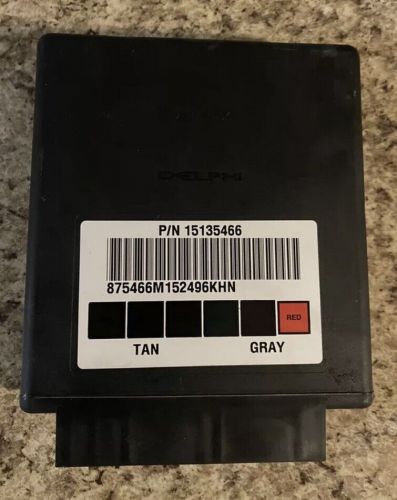 DELPHI
P/N 15135466
875466M152496KHN
RED
TAN GRAY